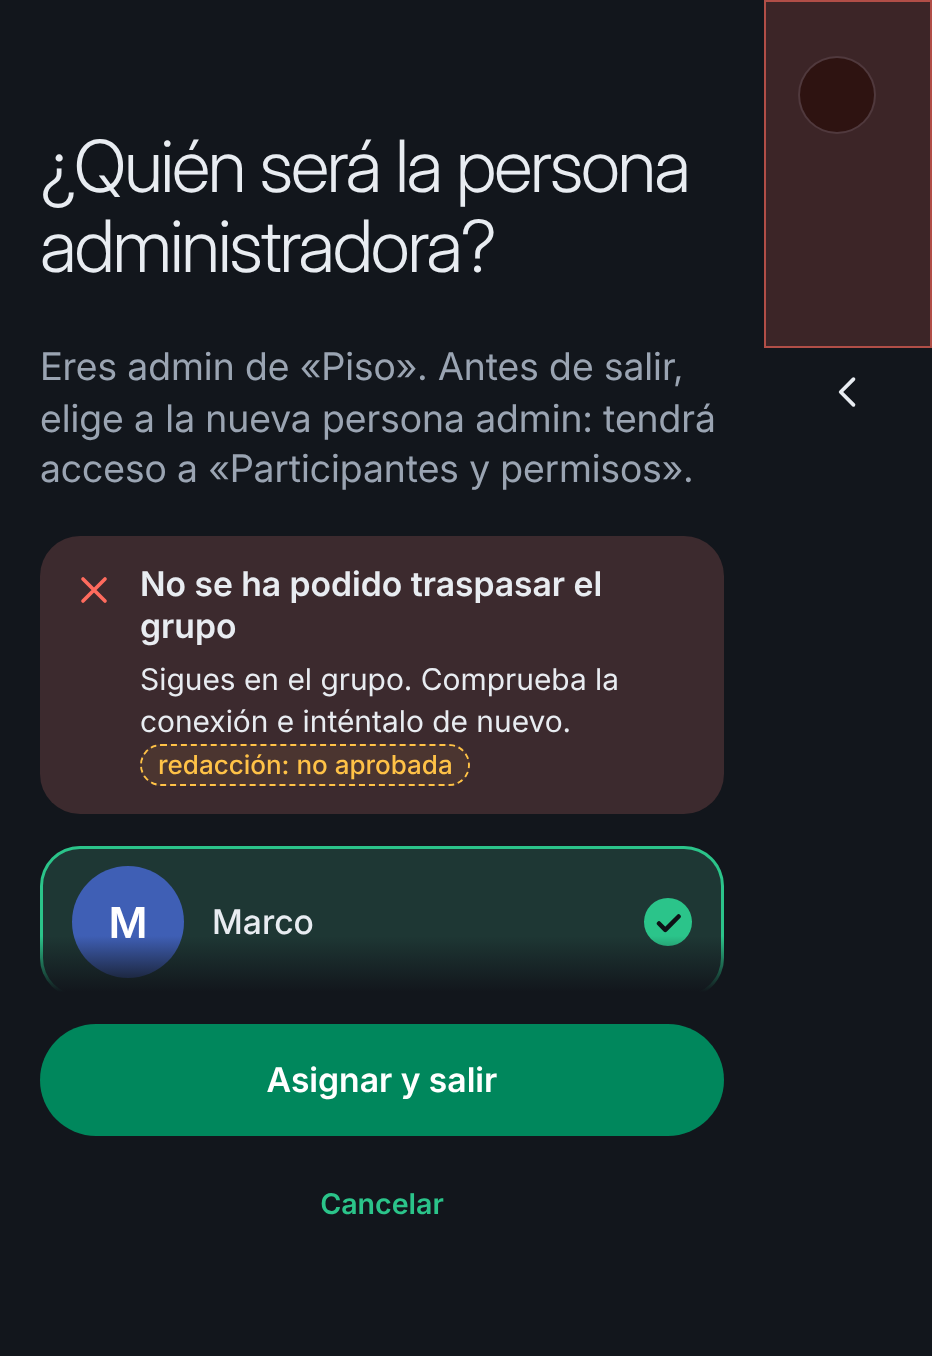 ¿Quién será la persona
administradora?
Eres admin de «Piso». Antes de salir,
elige a la nueva persona admin: tendrá
acceso a «Participantes y permisos».
No se ha podido traspasar el
grupo
Sigues en el grupo. Comprueba la
conexión e inténtalo de nuevo.
redacción: no aprobada
M
Marco
Asignar y salir
Cancelar